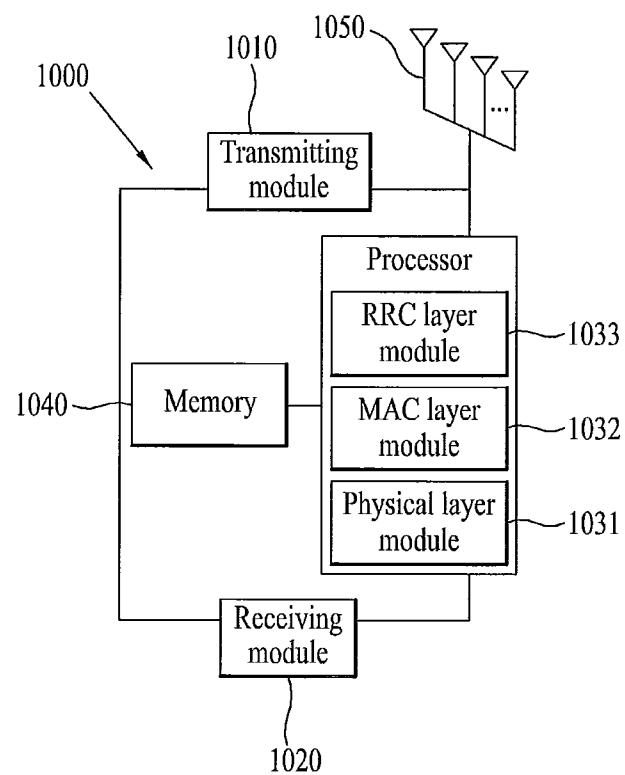 1050
1010
1000
Transmitting
module
...
Processor
RRC layer
module
1033
Memory
1040
MAC layer
module
1032
Physical layer
module
1031
Receiving
module
1020